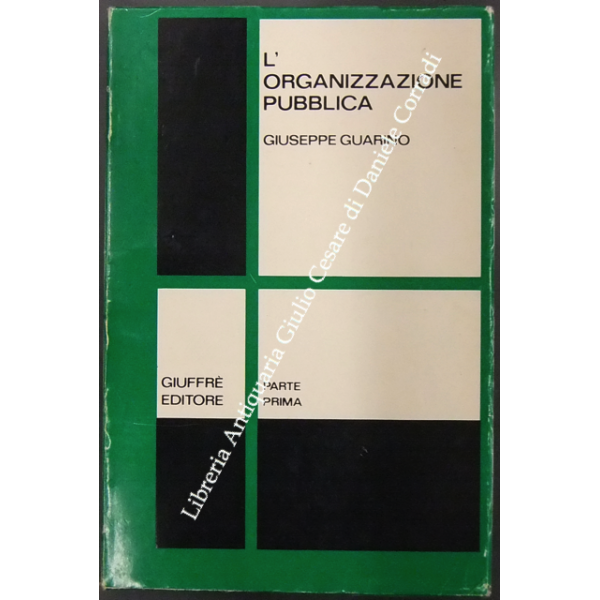 L'
ORGANIZZAZIONE
PUBBLICA
GIUSEPPE GUARINO
GIUFFRÈ
EDITORE
PARTE
PRIMA
Libreria Antiquaria Giulio Cesare di Daniele Corradi